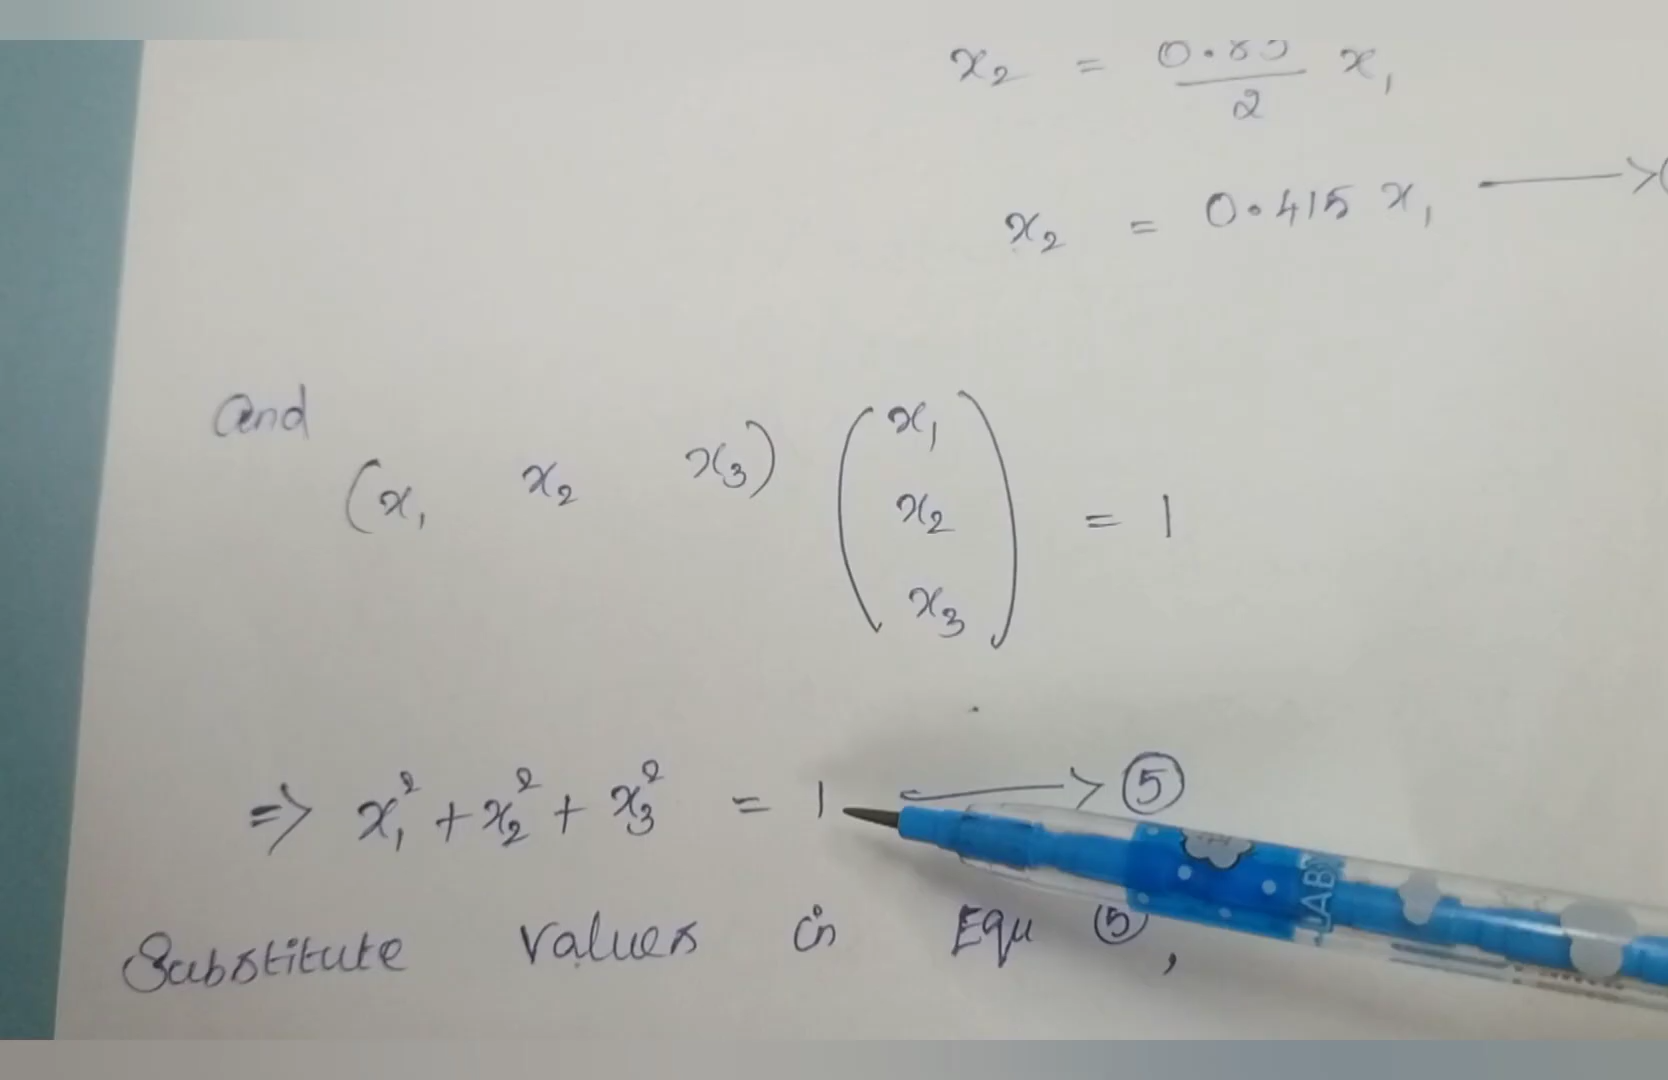 x₂ = 0.83/2 x₁
x₂ = 0.415 x₁ →
and
(x₁ x₂ x₃) (x₁ x₂ x₃) = 1
⇒ x₁² + x₂² + x₃² = 1 → ⑤
Substitute values in Equ ⑤,